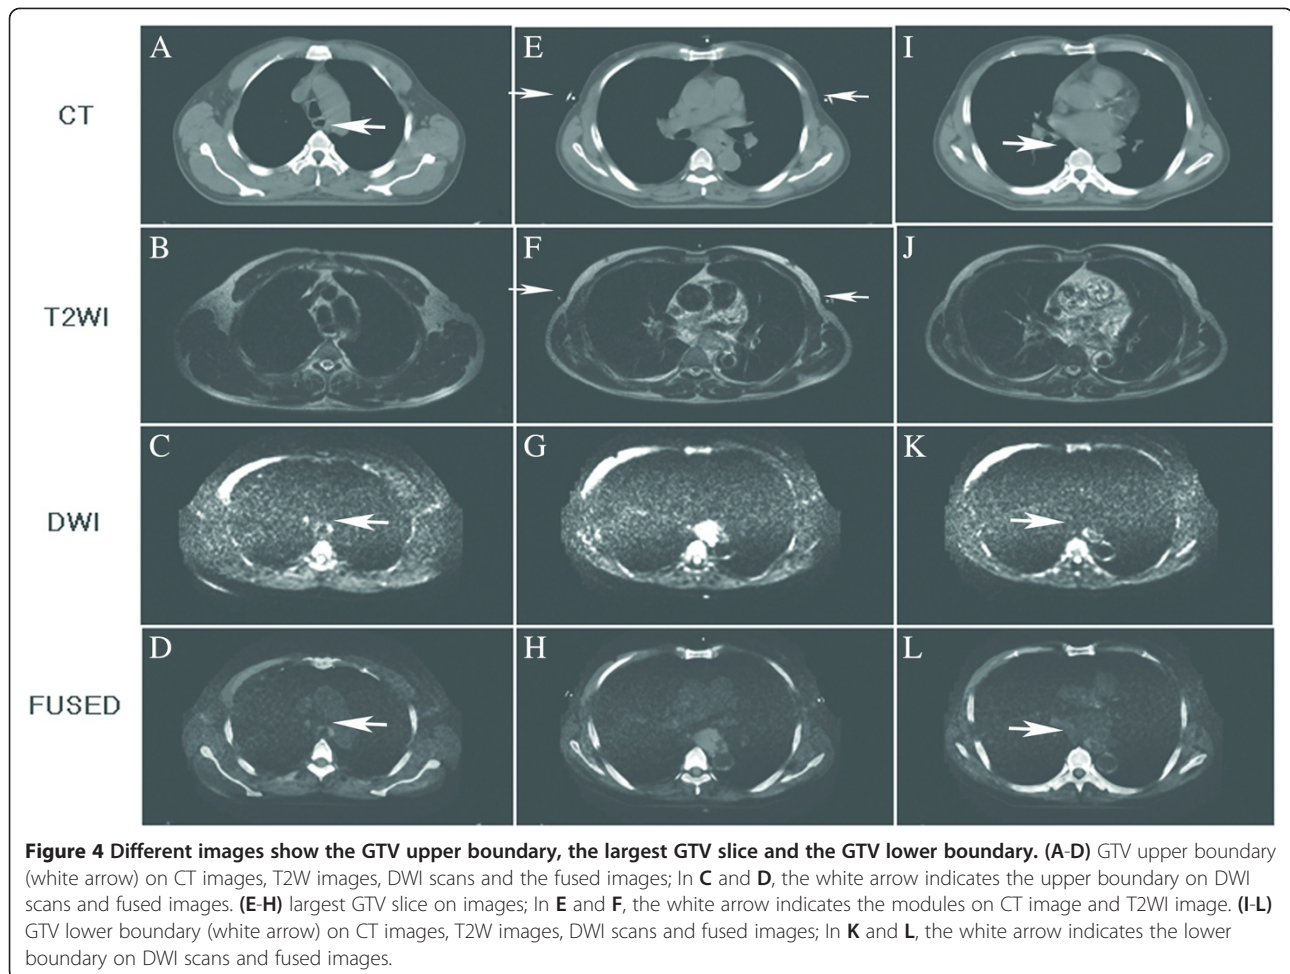 CT
A
E
I
T2WI
B
F
J
DWI
C
G
K
FUSED
D
H
L
Figure 4 Different images show the GTV upper boundary, the largest GTV slice and the GTV lower boundary. (A-D) GTV upper boundary
(white arrow) on CT images, T2W images, DWI scans and the fused images; In C and D, the white arrow indicates the upper boundary on DWI
scans and fused images. (E-H) largest GTV slice on images; In E and F, the white arrow indicates the modules on CT image and T2WI image. (I-L)
GTV lower boundary (white arrow) on CT images, T2W images, DWI scans and fused images; In K and L, the white arrow indicates the lower
boundary on DWI scans and fused images.